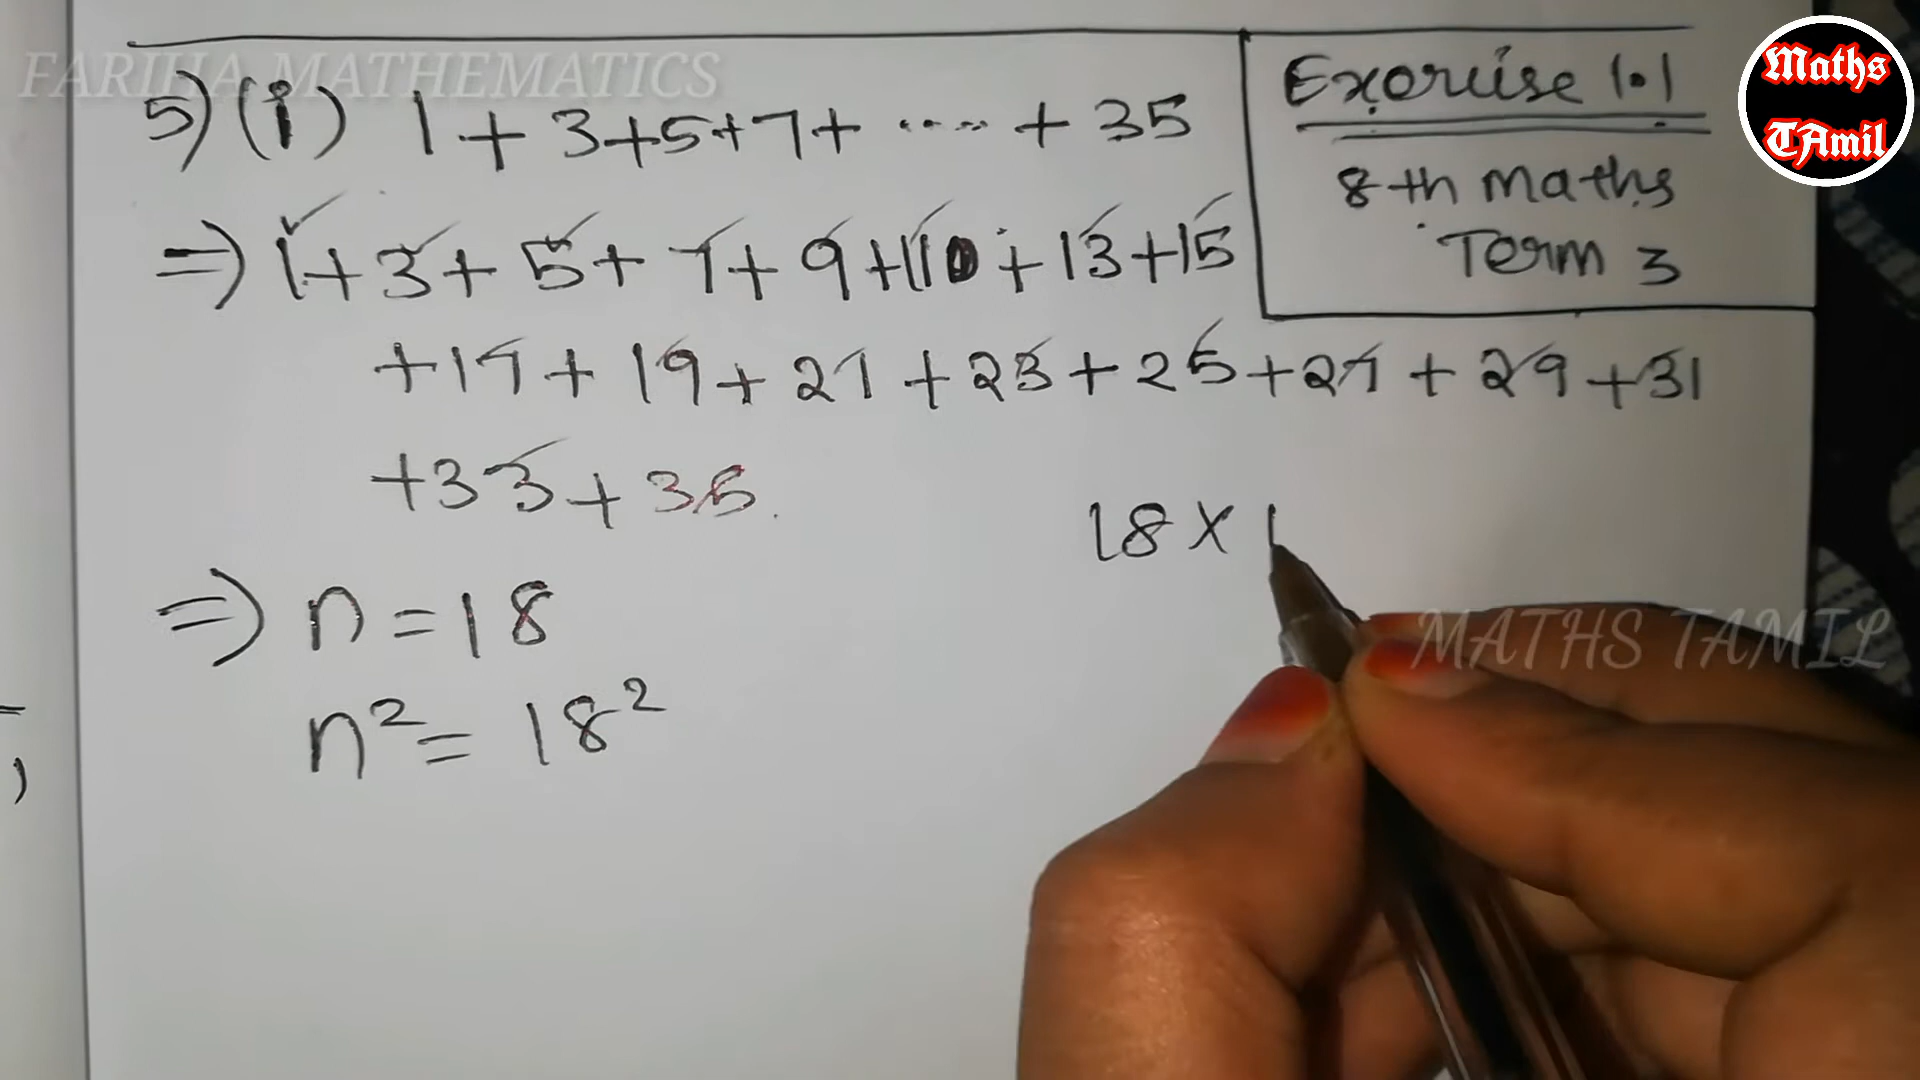 FARIHA MATHEMATICS
5) (i) 1 + 3 + 5 + 7 + ..... + 35
⇒ 1 + 3 + 5 + 7 + 9 + 11 + 13 + 15
+ 17 + 19 + 21 + 23 + 25 + 27 + 29 + 31
+ 33 + 35
⇒ n = 18
n² = 18²
18 × 1
Exercise 1.1
8th maths
Term 3
Maths
TAmil
MATHS TAMIL